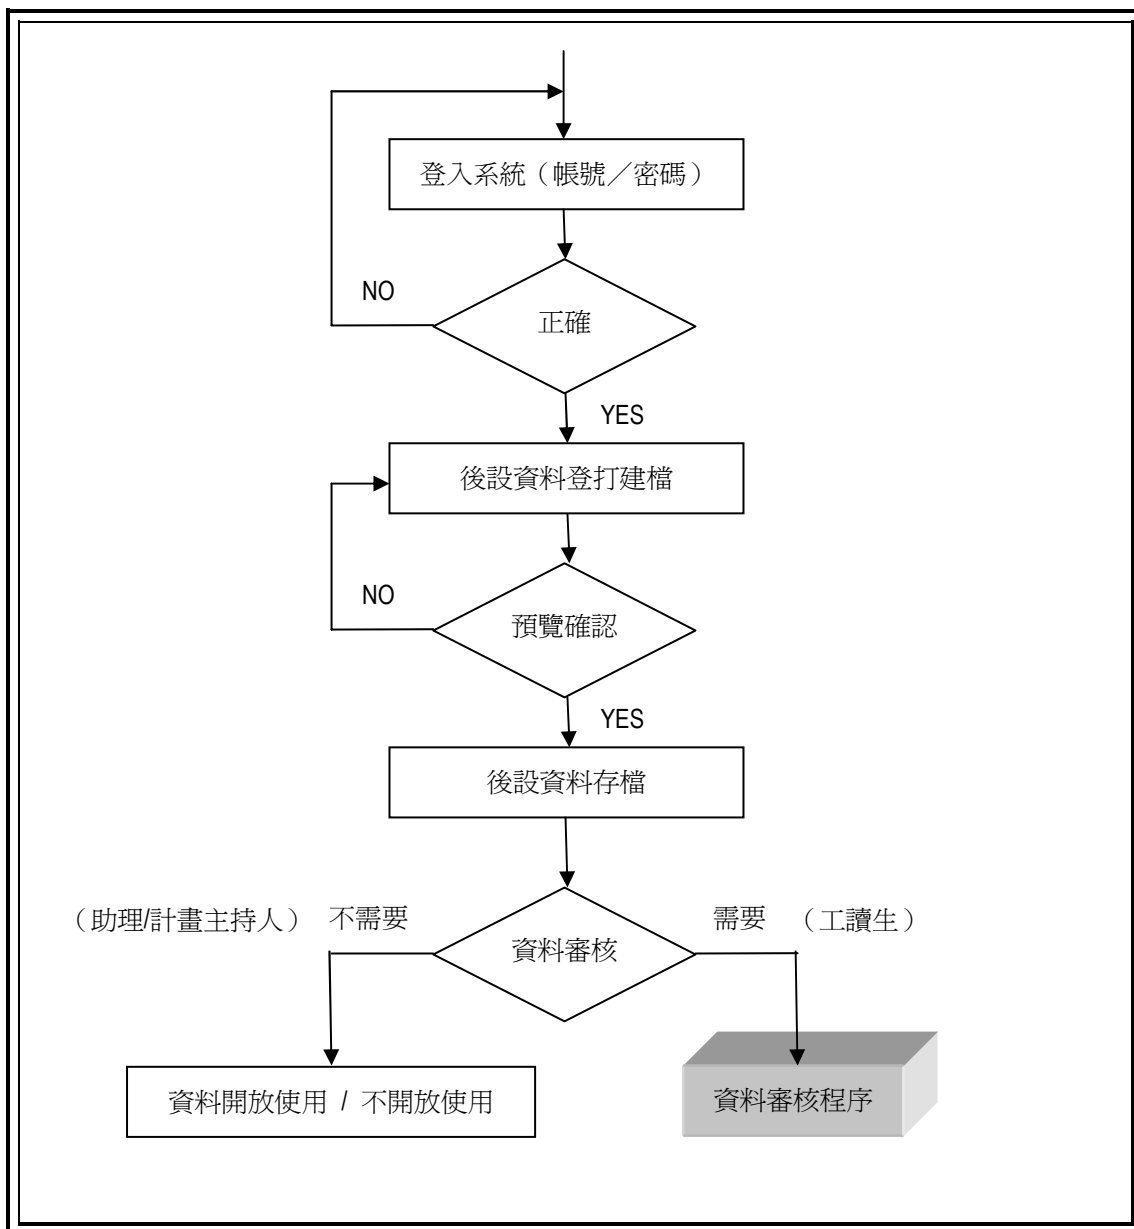 登入系統（帳號／密碼）
NO
正確
YES
後設資料登打建檔
NO
預覽確認
YES
後設資料存檔
（助理/計畫主持人） 不需要
需要 （工讀生）
資料審核
資料開放使用 / 不開放使用
資料審核程序